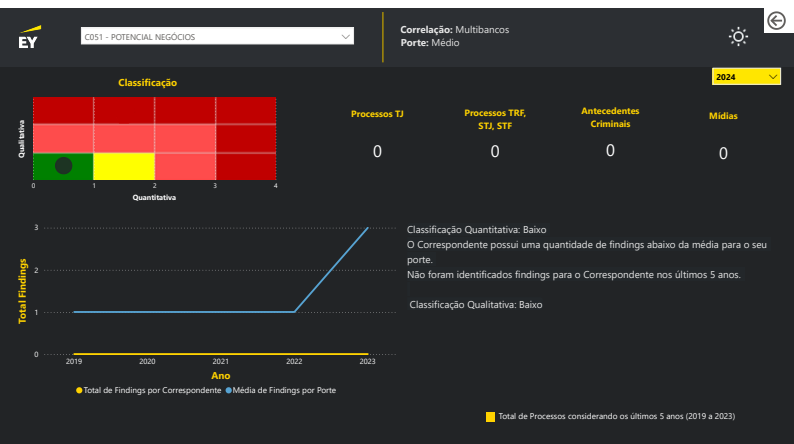 EY
C051 - POTENCIAL NEGÓCIOS
Correlação: Multibancos
Porte: Médio
2024
Classificação
Qualitativa
0 1 2 3 4
Quantitativa
Processos TJ
0
Processos TRF,
STJ, STF
0
Antecedentes
Criminais
0
Mídias
0
Total Findings
3
2
1
0
2019 2020 2021 2022 2023
Ano
Total de Findings por Correspondente Média de Findings por Porte
Classificação Quantitativa: Baixo
O Correspondente possui uma quantidade de findings abaixo da média para o seu
porte.
Não foram identificados findings para o Correspondente nos últimos 5 anos.
Classificação Qualitativa: Baixo
Total de Processos considerando os últimos 5 anos (2019 a 2023)